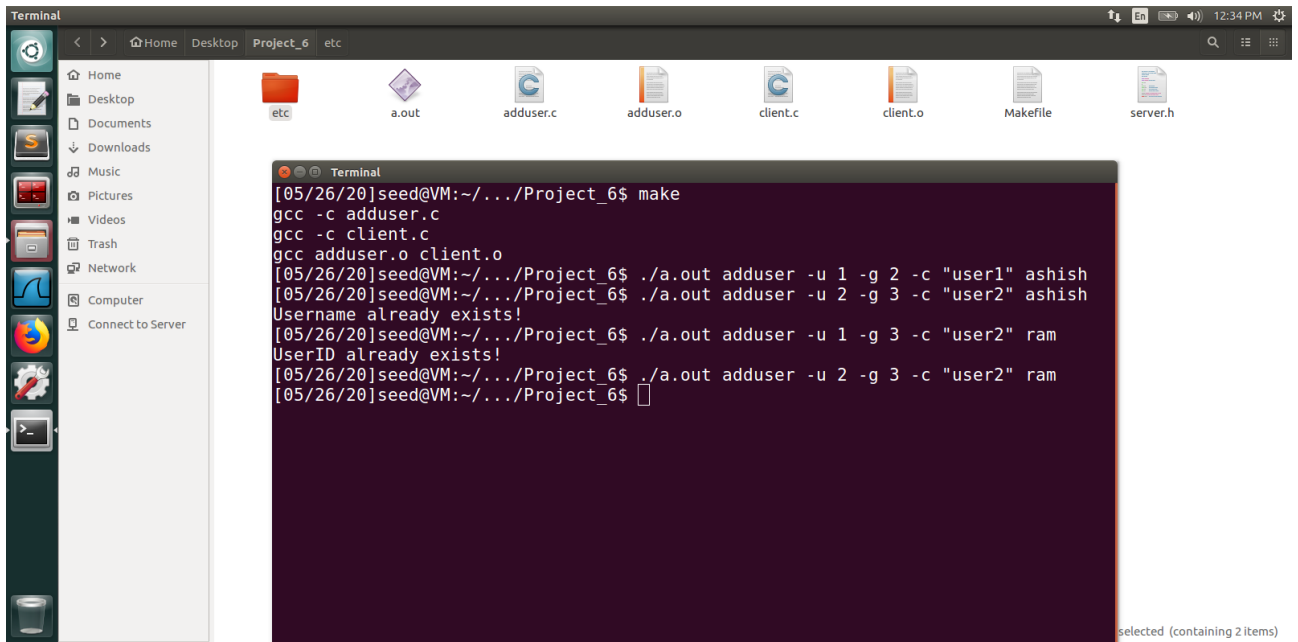 Terminal
En
12:34 PM
Home Desktop Project_6 etc
Home
Desktop
Documents
Downloads
Music
Pictures
Videos
Trash
Network
Computer
Connect to Server
etc
a.out
adduser.c
adduser.o
client.c
client.o
Makefile
server.h
Terminal
[05/26/20]seed@VM:~/.../Project_6$ make
gcc -c adduser.c
gcc -c client.c
gcc adduser.o client.o
[05/26/20]seed@VM:~/.../Project_6$ ./a.out adduser -u 1 -g 2 -c "user1" ashish
[05/26/20]seed@VM:~/.../Project_6$ ./a.out adduser -u 2 -g 3 -c "user2" ashish
Username already exists!
[05/26/20]seed@VM:~/.../Project_6$ ./a.out adduser -u 1 -g 3 -c "user2" ram
UserID already exists!
[05/26/20]seed@VM:~/.../Project_6$ ./a.out adduser -u 2 -g 3 -c "user2" ram
[05/26/20]seed@VM:~/.../Project_6$
selected (containing 2 items)